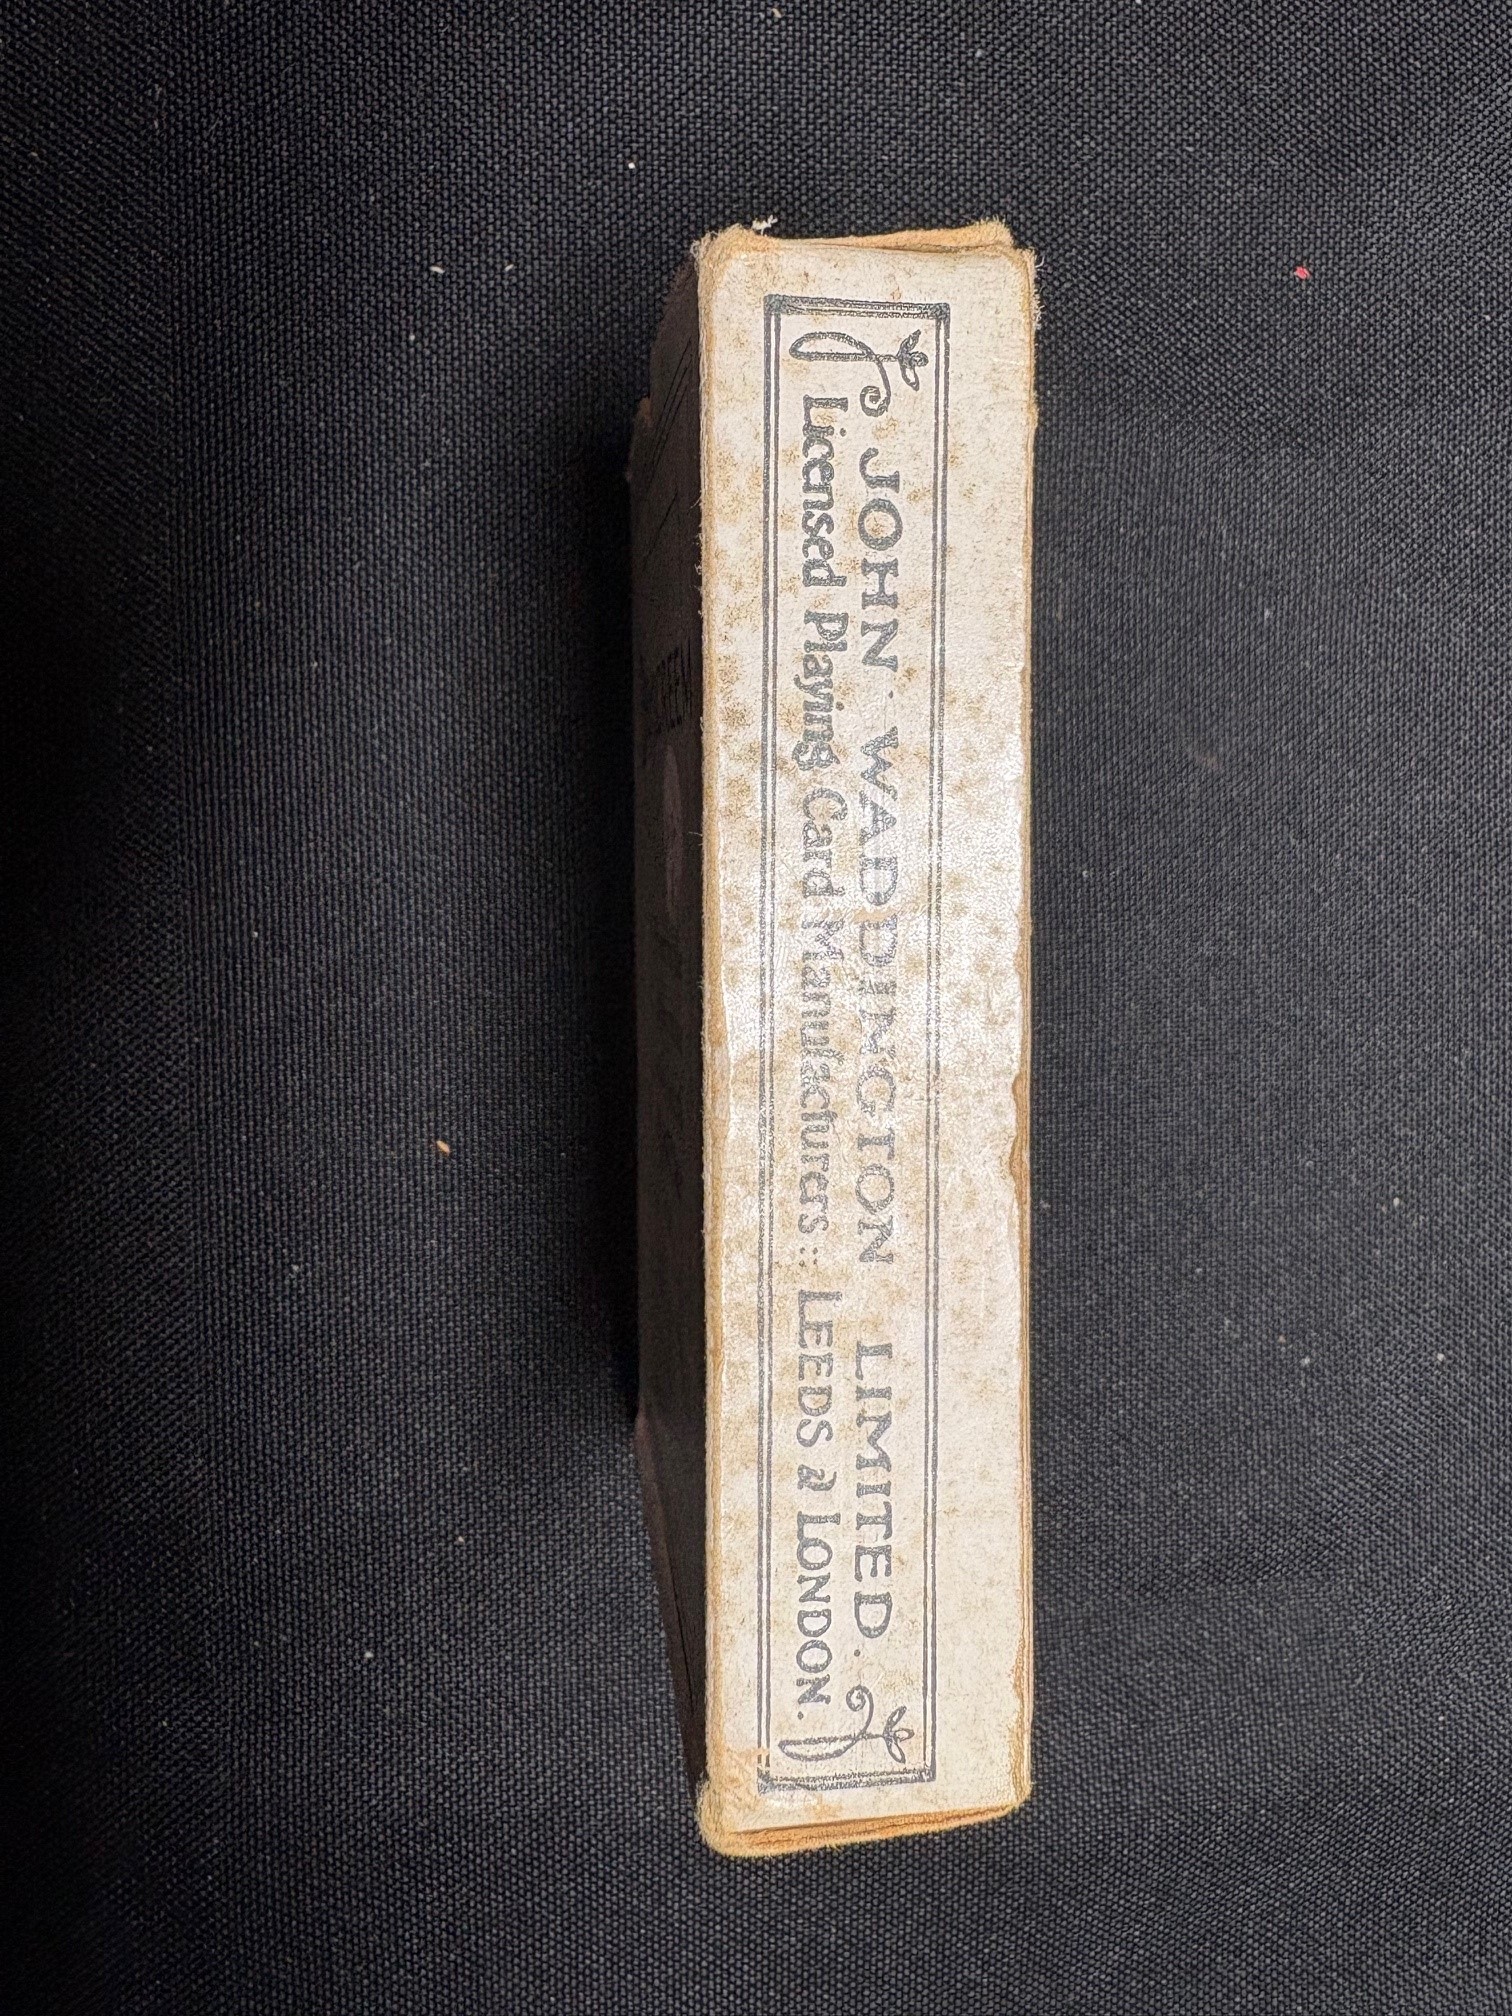 JOHN WADDINGTON LIMITED.
Licensed Playing Card Manufacturers :: LEEDS & LONDON.